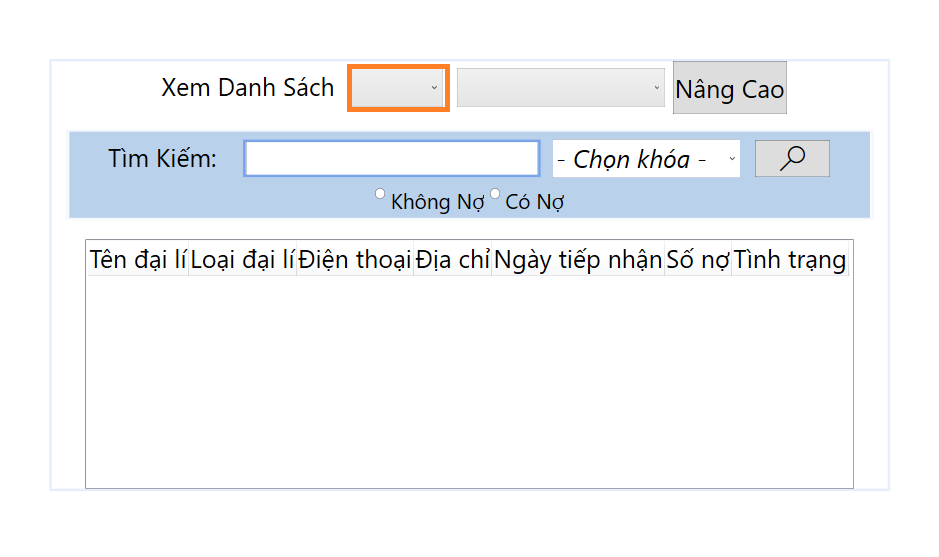 Xem Danh Sách Nâng Cao
Tìm Kiếm: - Chọn khóa -
Không Nợ Có Nợ
Tên đại lí Loại đại lí Điện thoại Địa chỉ Ngày tiếp nhận Số nợ Tình trạng